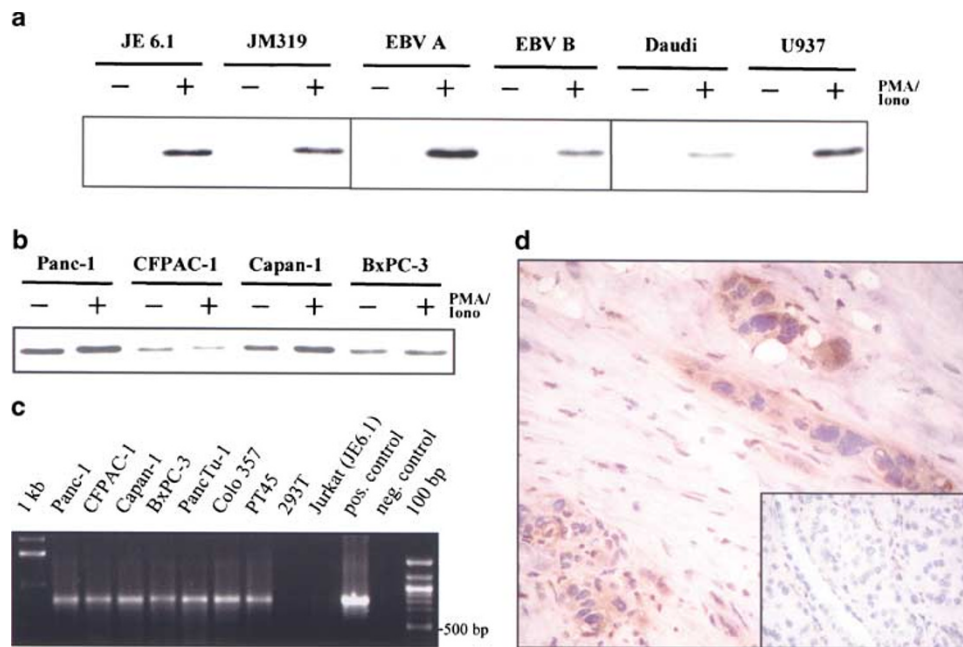 a
JE 6.1 JM319 EBV A EBV B Daudi U937
− + − + − + − + − + − + PMA/
Iono
b
Panc-1 CFPAC-1 Capan-1 BxPC-3
− + − + − + − + PMA/
Iono
c
1 kb Panc-1 CFPAC-1 Capan-1 BxPC-3 PancTu-1 Colo 357 PT45 293T Jurkat (JE6.1) pos. control neg. control 100 bp
-500 bp
d